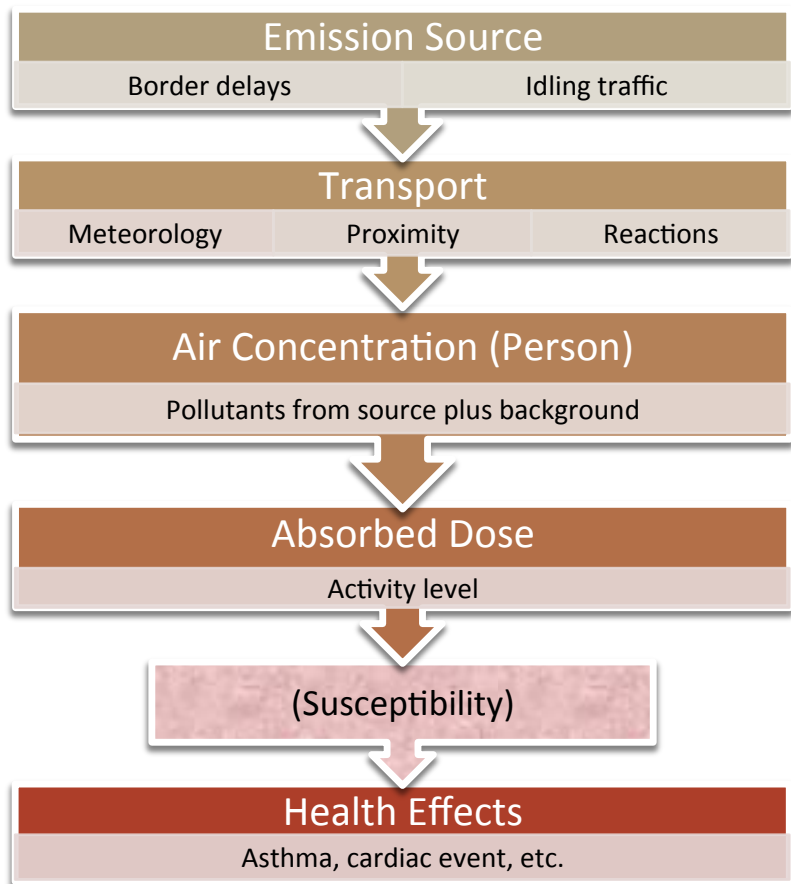 Emission Source
Border delays
Idling traffic
Transport
Meteorology
Proximity
Reactions
Air Concentration (Person)
Pollutants from source plus background
Absorbed Dose
Activity level
(Susceptibility)
Health Effects
Asthma, cardiac event, etc.